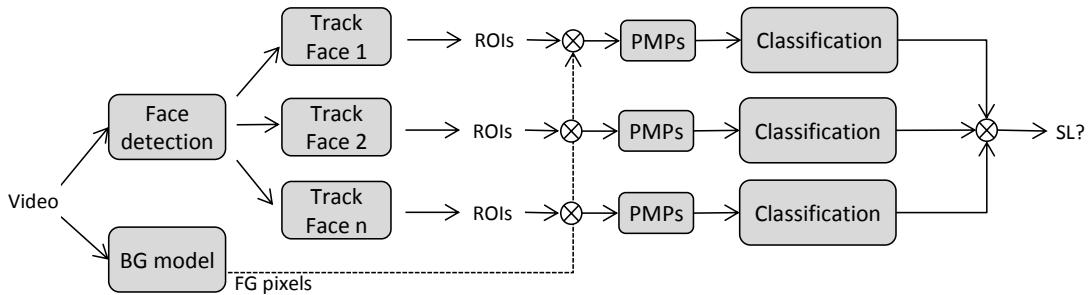 Track
Face 1
ROIs
PMPs
Classification
Face
detection
Track
Face 2
ROIs
PMPs
Classification
SL?
Video
Track
Face n
ROIs
PMPs
Classification
BG model
FG pixels